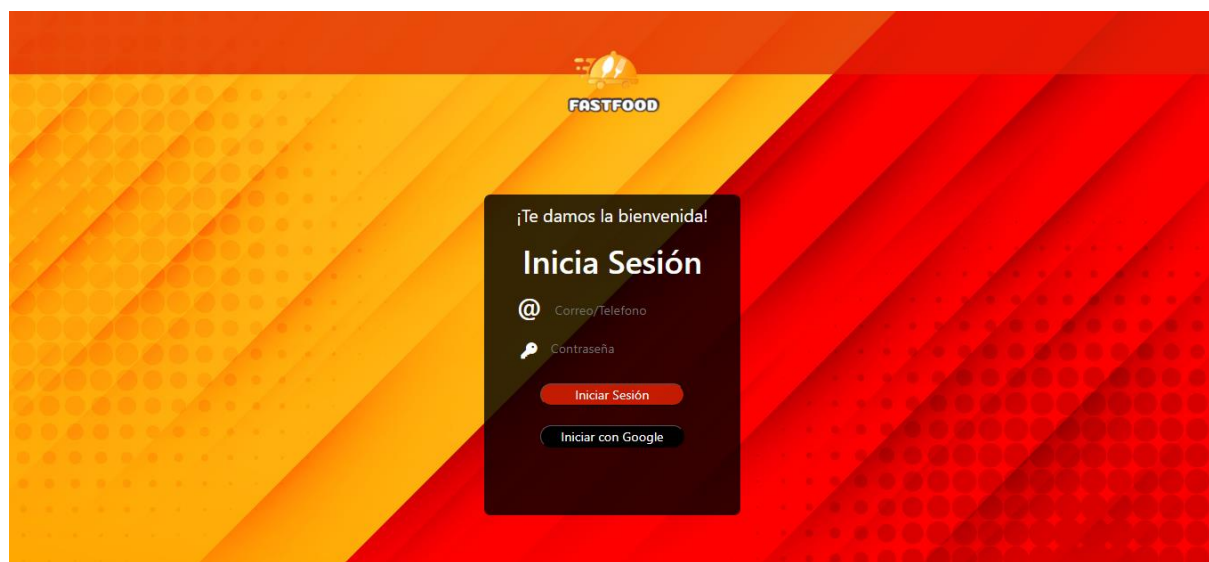 FASTFOOD
¡Te damos la bienvenida!
Inicia Sesión
@ Correo/Telefono
Contraseña
Iniciar Sesión
Iniciar con Google